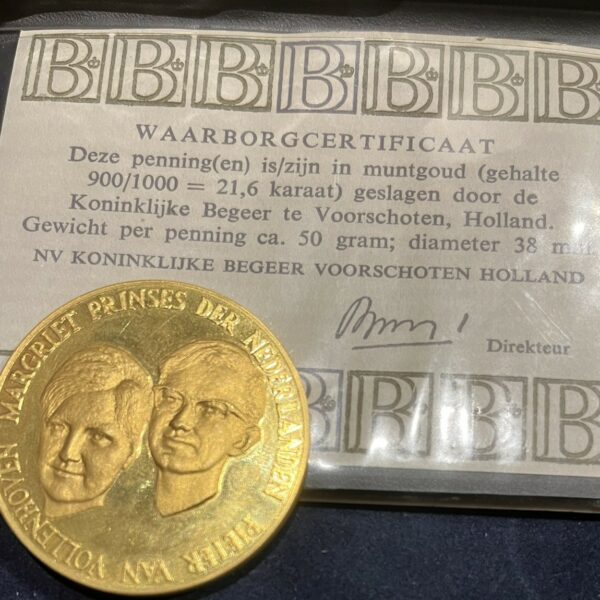 B B B B B B B
WAARBORGCERTIFICAAT
Deze penning(en) is/zijn in muntgoud (gehalte
900/1000 = 21,6 karaat) geslagen door de
Koninklijke Begeer te Voorschoten, Holland.
Gewicht per penning ca. 50 gram; diameter 38 mm.
NV KONINKLIJKE BEGEER VOORSCHOTEN HOLLAND
Direkteur
B B B B B
MARGRIET PRINSES DER NEDERLANDEN
PIETER VAN VOLLENHOVEN